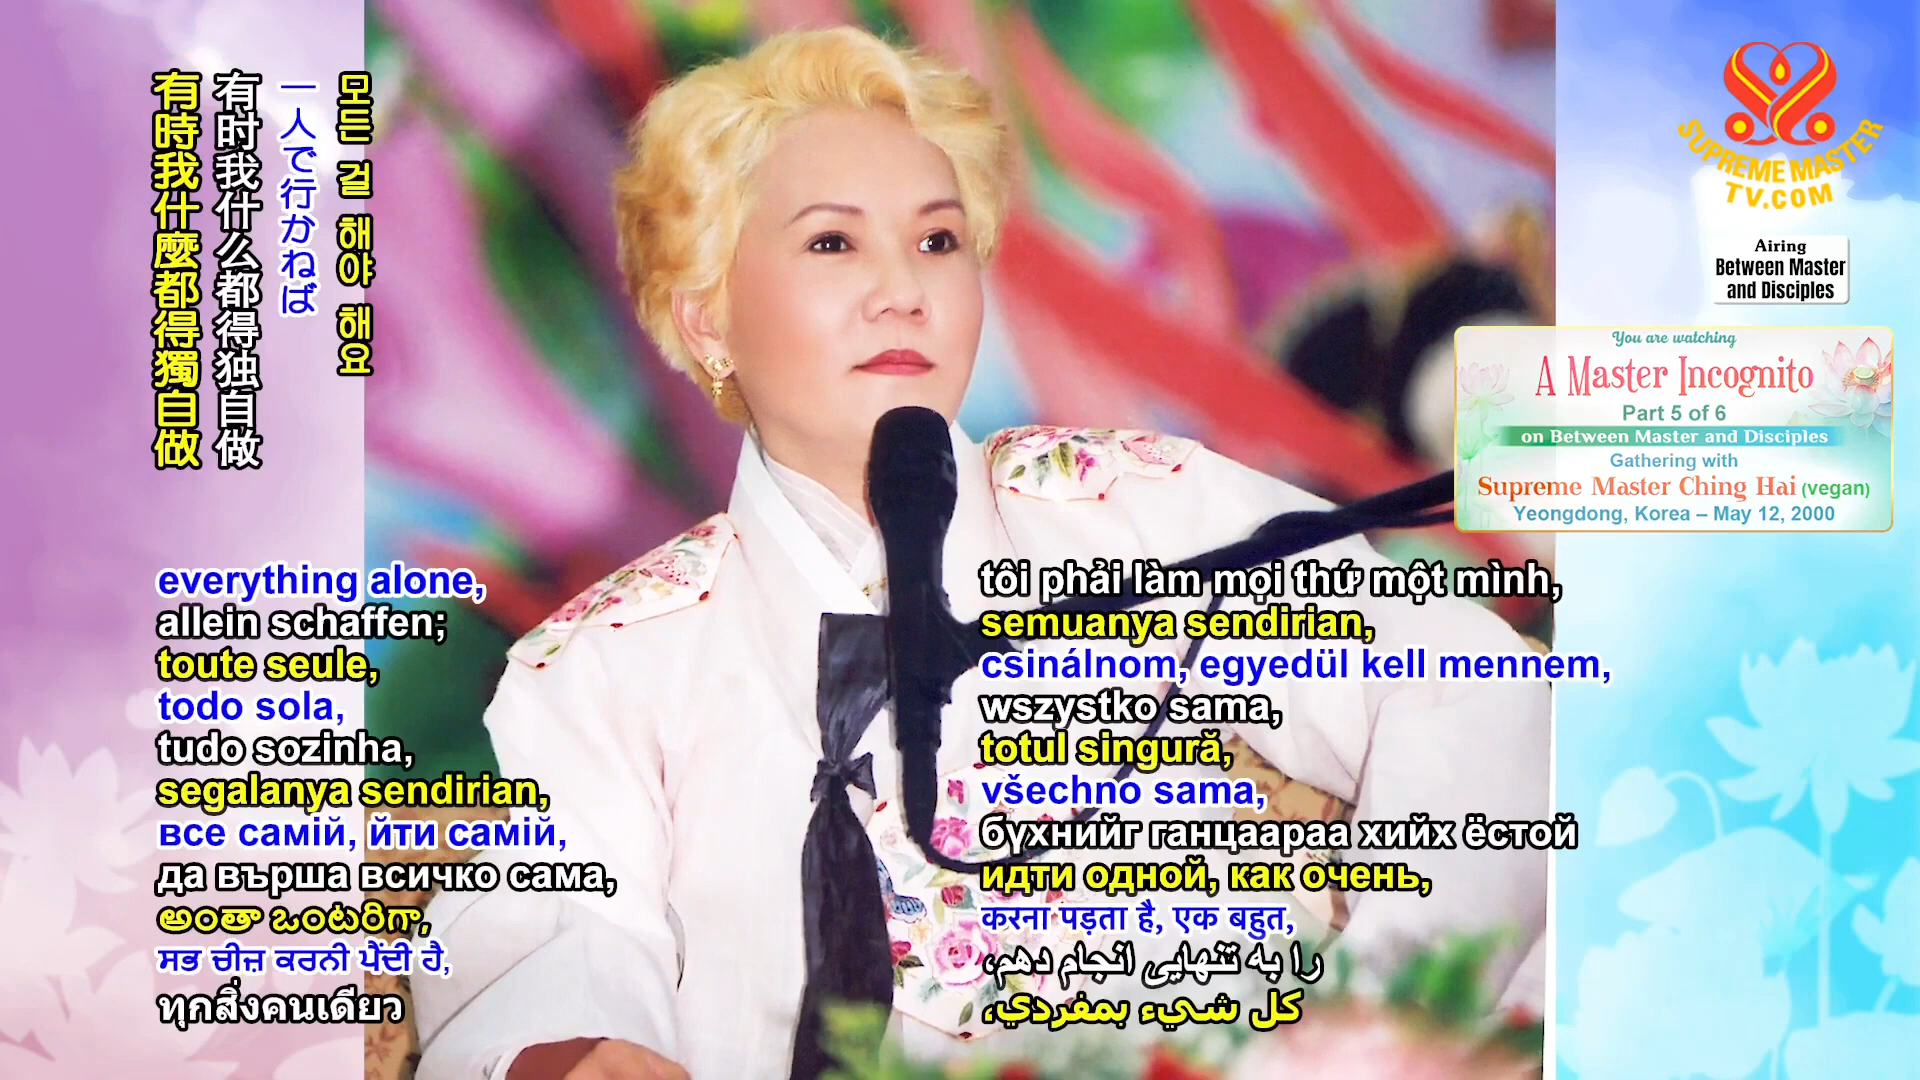 有時我什麼都得獨自做
有时我什么都得独自做
一人で行かねば
모든 걸 해야 해요
SUPREME MASTER
TV.COM
Airing
Between Master
and Disciples
You are watching
A Master Incognito
Part 5 of 6
on Between Master and Disciples
Gathering with
Supreme Master Ching Hai (vegan)
Yeongdong, Korea – May 12, 2000
everything alone,
allein schaffen;
toute seule,
todo sola,
tudo sozinha,
segalanya sendirian,
все самій, йти самій,
да върша всичко сама,
అంతా ఒంటరిగా,
ਸਭ ਚੀਜ਼ ਕਰਨੀ ਪੈਂਦੀ ਹੈ,
ทุกสิ่งคนเดียว
tôi phải làm mọi thứ một mình,
semuanya sendirian,
csinálnom, egyedül kell mennem,
wszystko sama,
totul singură,
všechno sama,
бүхнийг ганцаараа хийх ёстой
идти одной, как очень,
करना पड़ता है, एक बहुत,
را به تنهایی انجام دهم،
كل شيء بمفردي،